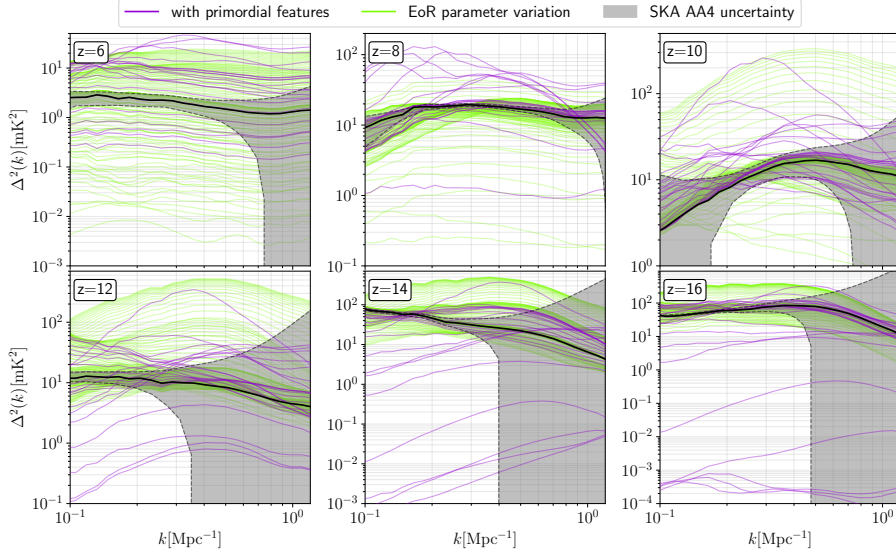 with primordial features EoR parameter variation SKA AA4 uncertainty
z=6 z=8 z=10
10¹ 10⁰ 10⁻¹ 10⁻² 10⁻³
10² 10¹ 10⁰ 10⁻¹
10² 10¹ 10⁰
Δ²(k)[mK²]
z=12 z=14 z=16
10² 10¹ 10⁰ 10⁻¹
10² 10¹ 10⁰ 10⁻¹ 10⁻² 10⁻³
10² 10¹ 10⁰ 10⁻¹ 10⁻² 10⁻³ 10⁻⁴
Δ²(k)[mK²]
10⁻¹ 10⁰ 10⁻¹ 10⁰ 10⁻¹ 10⁰
k[Mpc⁻¹] k[Mpc⁻¹] k[Mpc⁻¹]